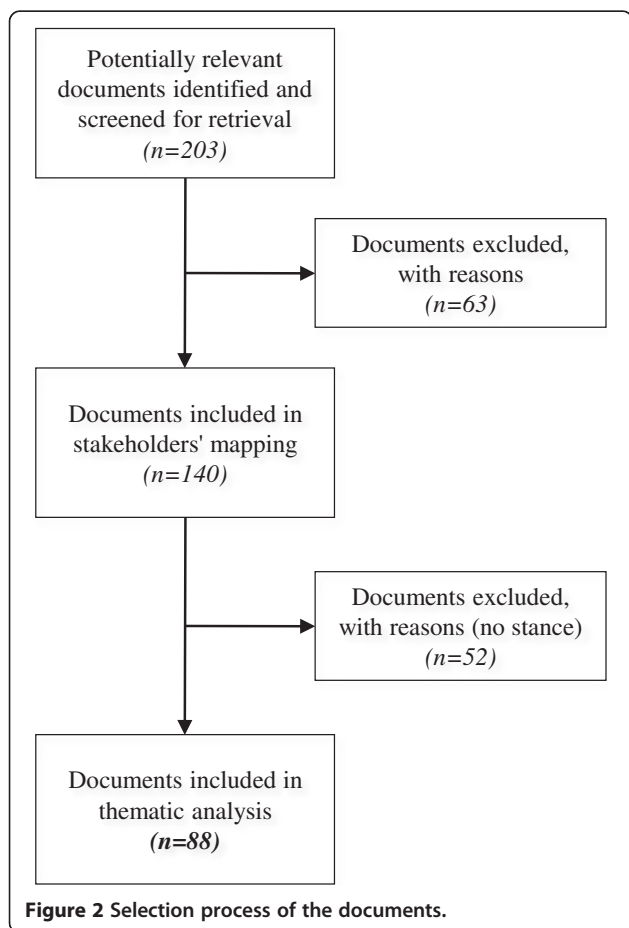 Potentially relevant
documents identified and
screened for retrieval
(n=203)
Documents excluded,
with reasons
(n=63)
Documents included in
stakeholders' mapping
(n=140)
Documents excluded,
with reasons (no stance)
(n=52)
Documents included in
thematic analysis
(n=88)
Figure 2 Selection process of the documents.